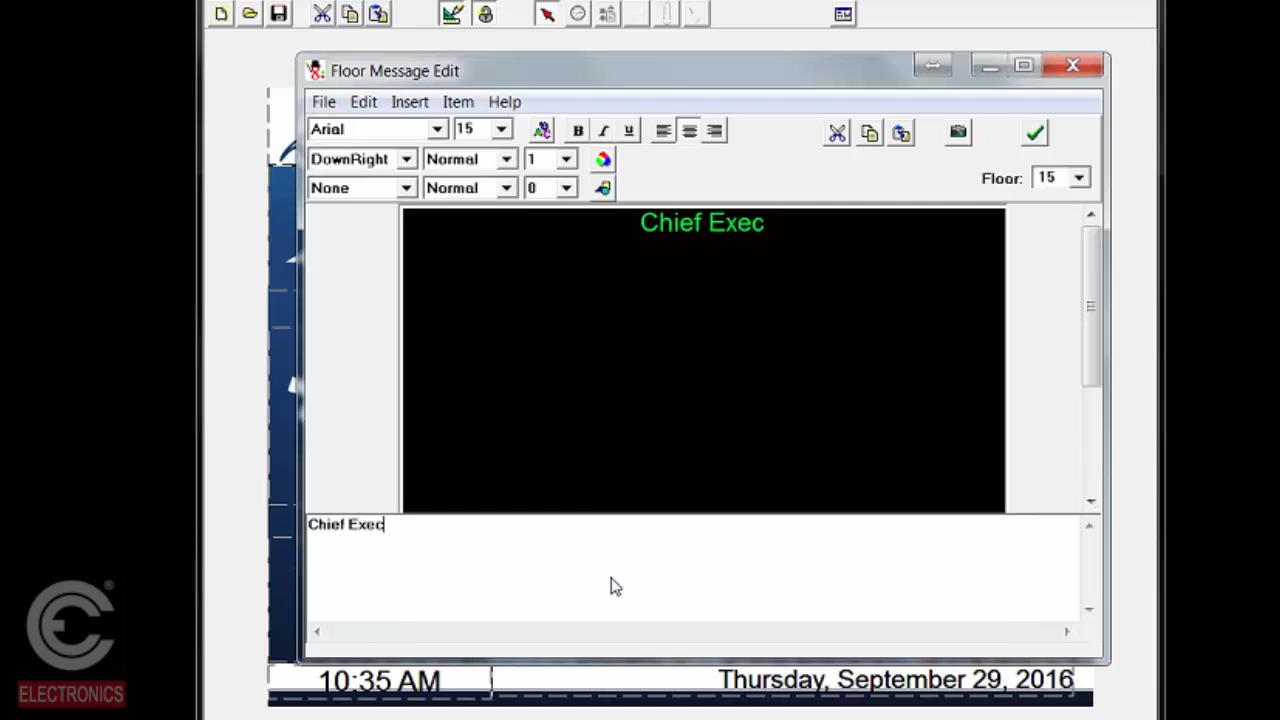 Floor Message Edit
File Edit Insert Item Help
Arial 15 B I U
DownRight Normal 1
Floor: 15
None Normal 0
Chief Exec
Chief Exec
10:35 AM Thursday, September 29, 2016
CE ®
ELECTRONICS